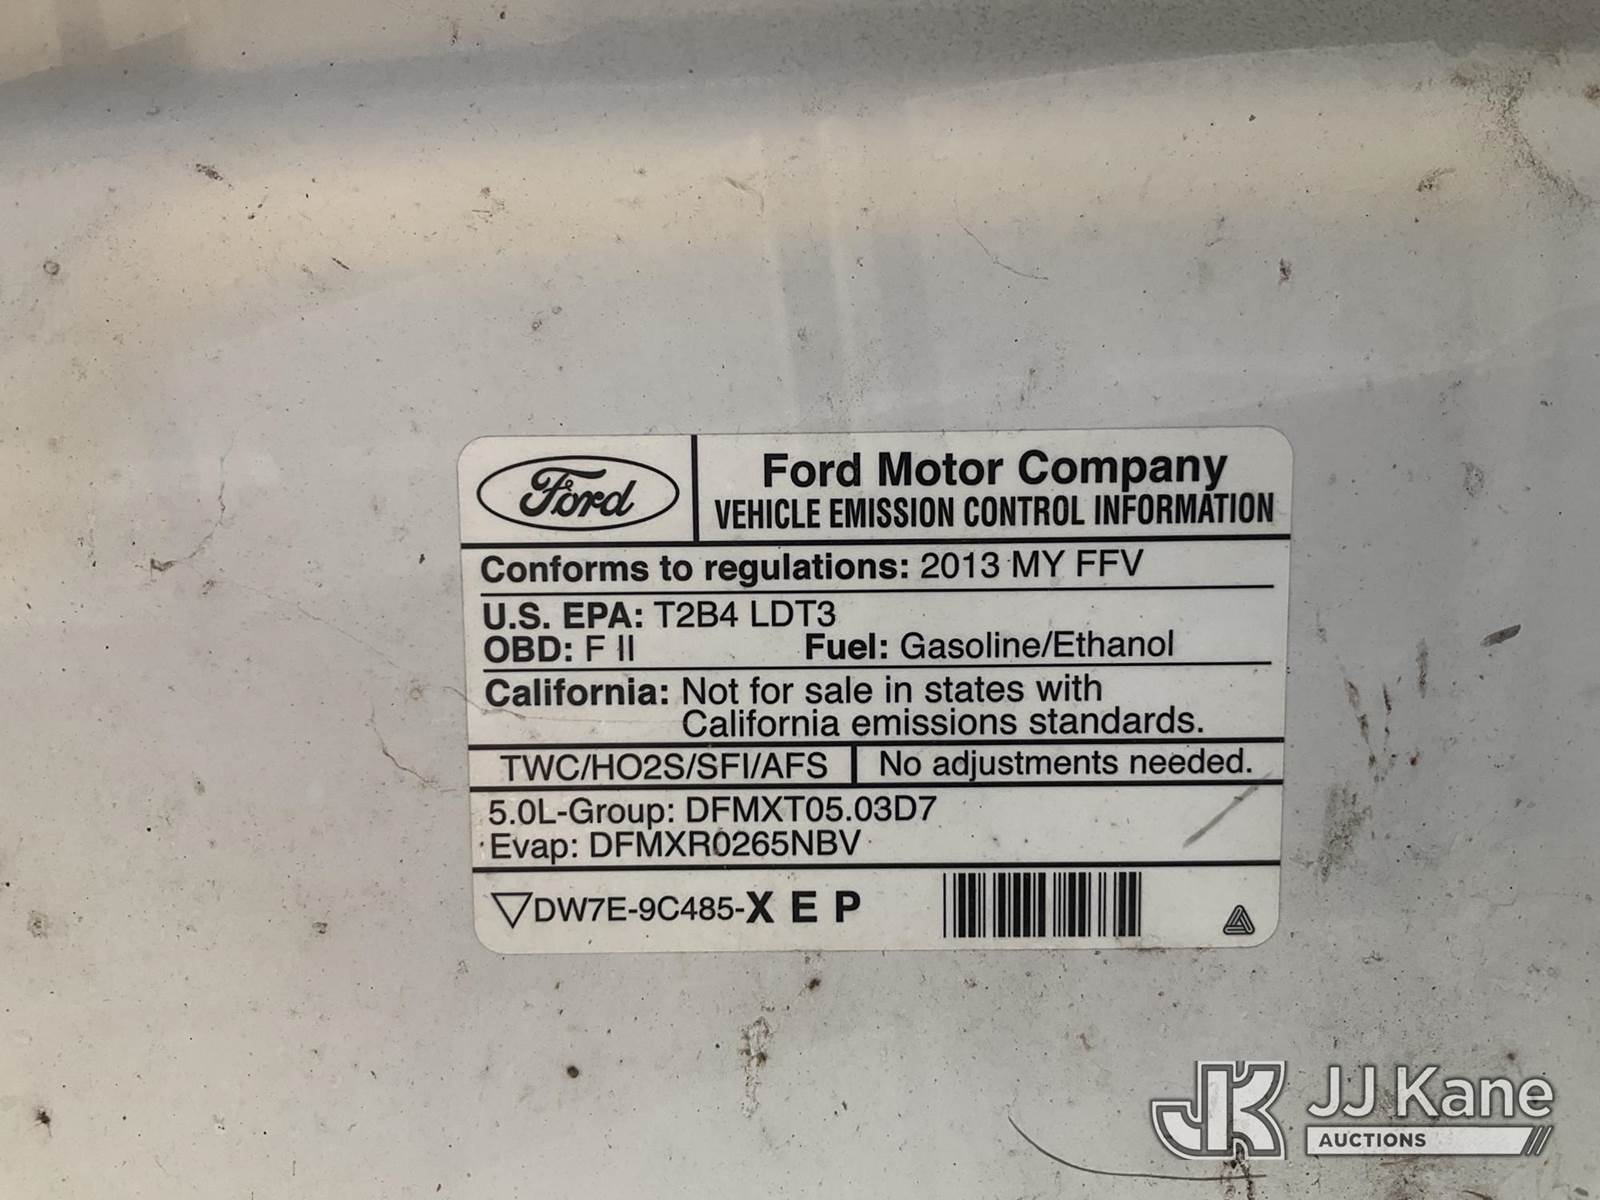 Ford
Ford Motor Company
VEHICLE EMISSION CONTROL INFORMATION
Conforms to regulations: 2013 MY FFV
U.S. EPA: T2B4 LDT3
OBD: F II Fuel: Gasoline/Ethanol
California: Not for sale in states with
California emissions standards.
TWC/HO2S/SFI/AFS No adjustments needed.
5.0L-Group: DFMXT05.03D7
Evap: DFMXR0265NBV
DW7E-9C485-X E P
JK JJ Kane
AUCTIONS